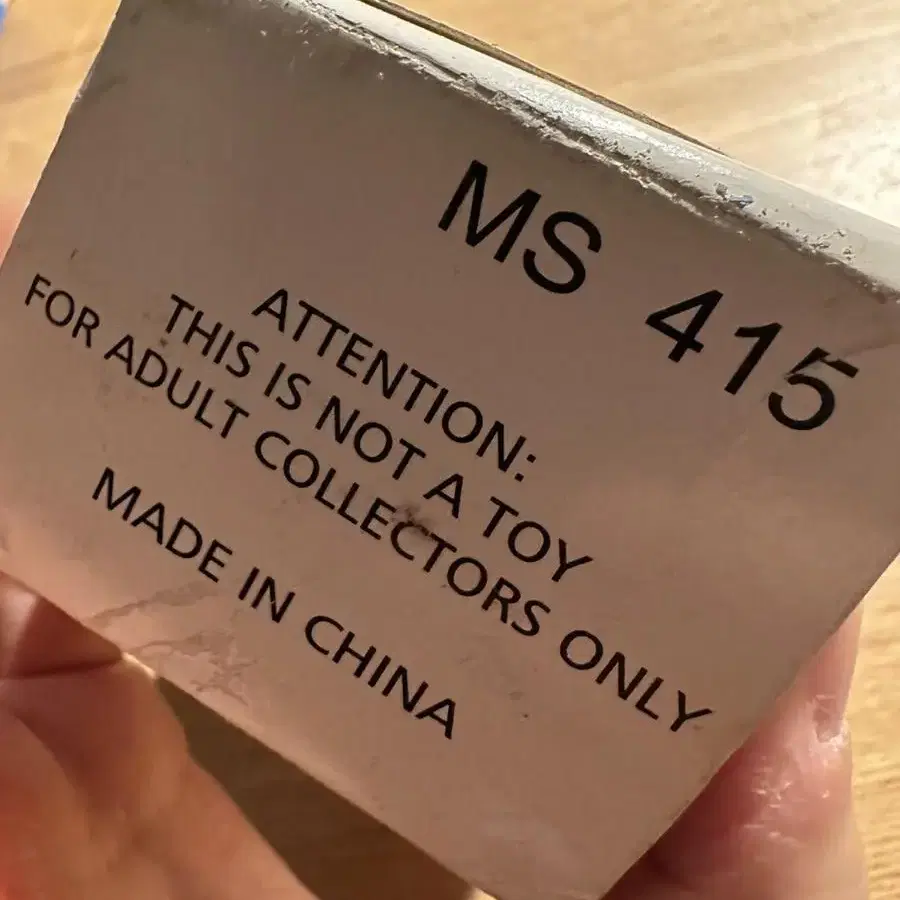 MS 415
ATTENTION:
THIS IS NOT A TOY
FOR ADULT COLLECTORS ONLY
MADE IN CHINA